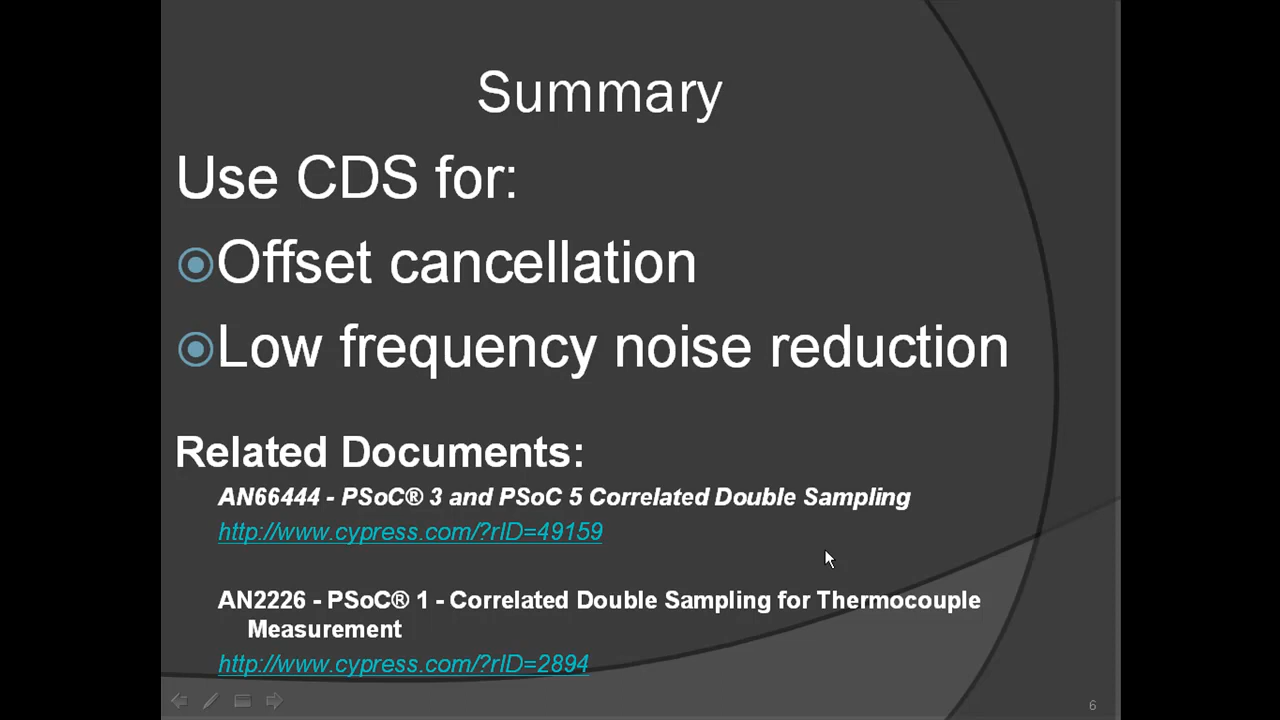 Summary
Use CDS for:
Offset cancellation
Low frequency noise reduction
Related Documents:
AN66444 - PSoC® 3 and PSoC 5 Correlated Double Sampling
http://www.cypress.com/?rID=49159
AN2226 - PSoC® 1 - Correlated Double Sampling for Thermocouple
Measurement
http://www.cypress.com/?rID=2894
6